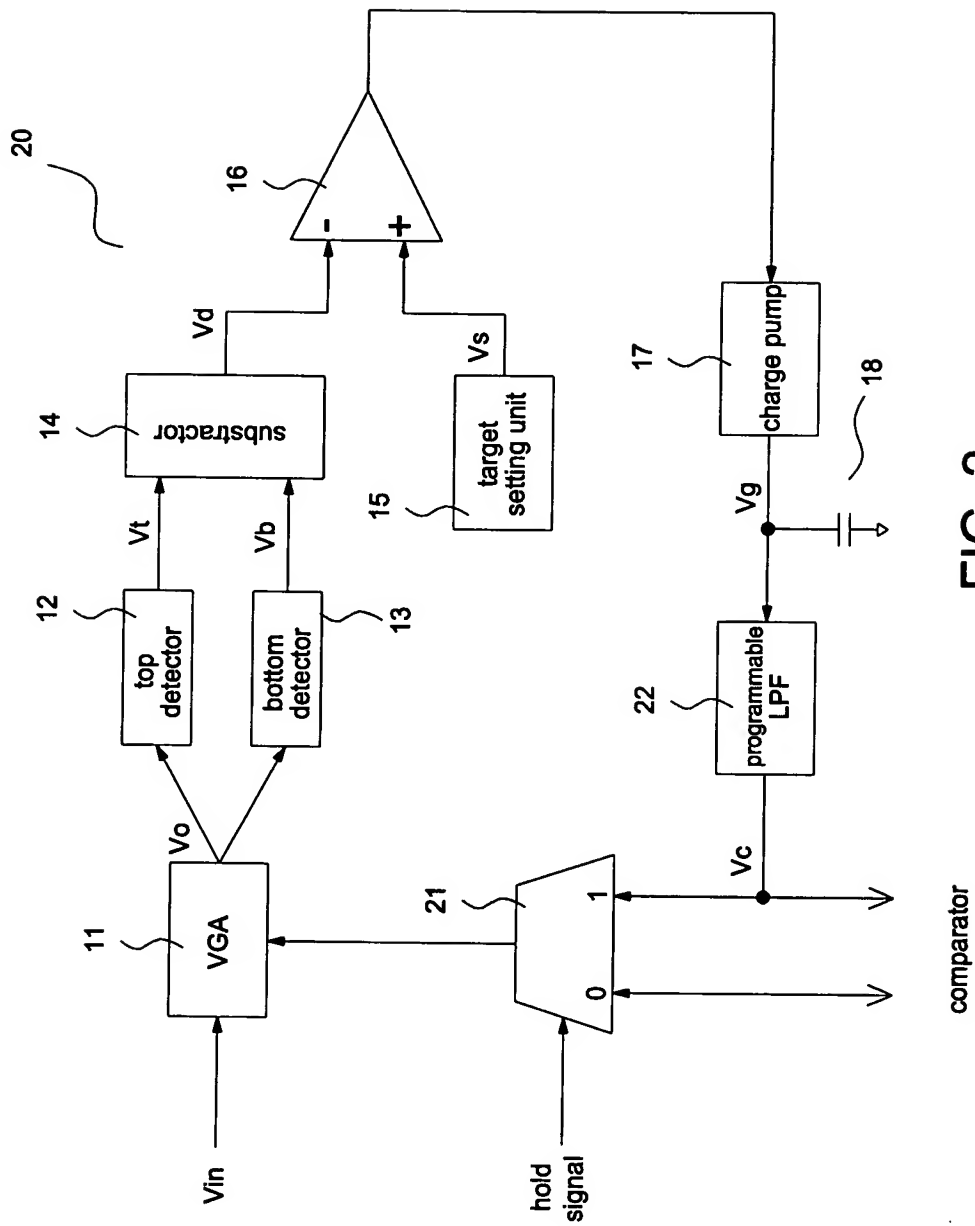 20
Vin
11
VGA
Vo
12
top
detector
bottom
detector
13
Vt
Vb
14
substractor
Vd
15
target
setting unit
Vs
16
-
+
hold
signal
21
0
1
Vc
22
programmable
LPF
Vg
17
charge pump
18
comparator
FIG.